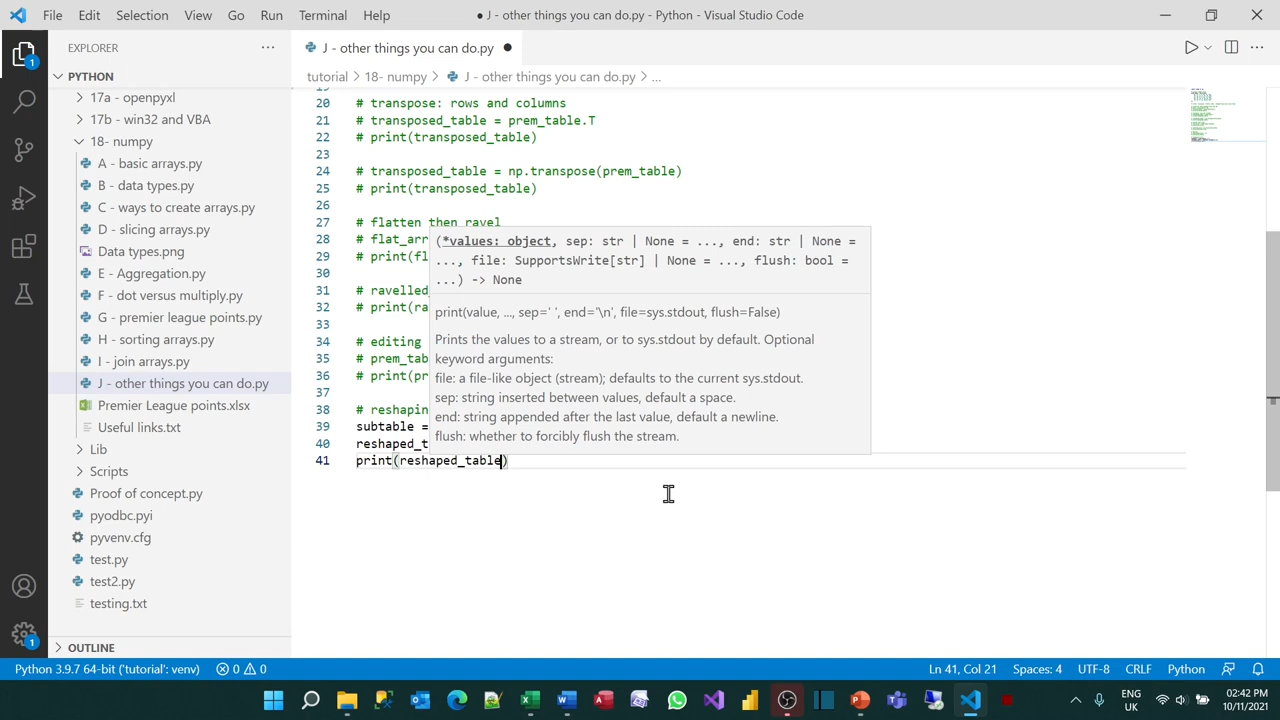 File Edit Selection View Go Run Terminal Help
● J - other things you can do.py - Python - Visual Studio Code
EXPLORER
J - other things you can do.py
PYTHON
tutorial > 18- numpy > J - other things you can do.py > ...
17a - openpyxl
17b - win32 and VBA
18- numpy
A - basic arrays.py
B - data types.py
C - ways to create arrays.py
D - slicing arrays.py
Data types.png
E - Aggregation.py
F - dot versus multiply.py
G - premier league points.py
H - sorting arrays.py
I - join arrays.py
J - other things you can do.py
Premier League points.xlsx
Useful links.txt
Lib
Scripts
Proof of concept.py
pyodbc.pyi
pyvenv.cfg
test.py
test2.py
testing.txt
OUTLINE
20 # transpose: rows and columns
21 # transposed_table = prem_table.T
22 # print(transposed_table)
23
24 # transposed_table = np.transpose(prem_table)
25 # print(transposed_table)
26
27 # flatten then ravel
28 # flat_arr
29 # print(fl
30
31 # ravelled
32 # print(ra
33
34 # editing
35 # prem_tab
36 # print(pr
37
38 # reshapin
39 subtable =
40 reshaped_t
41 print(reshaped_table)
(*values: object, sep: str | None = ..., end: str | None =
..., file: SupportsWrite[str] | None = ..., flush: bool =
...) -> None
print(value, ..., sep=' ', end='\n', file=sys.stdout, flush=False)
Prints the values to a stream, or to sys.stdout by default. Optional
keyword arguments:
file: a file-like object (stream); defaults to the current sys.stdout.
sep: string inserted between values, default a space.
end: string appended after the last value, default a newline.
flush: whether to forcibly flush the stream.
1
1
Python 3.9.7 64-bit ('tutorial': venv) 0 0 Ln 41, Col 21 Spaces: 4 UTF-8 CRLF Python
ENG
UK
02:42 PM
10/11/2021